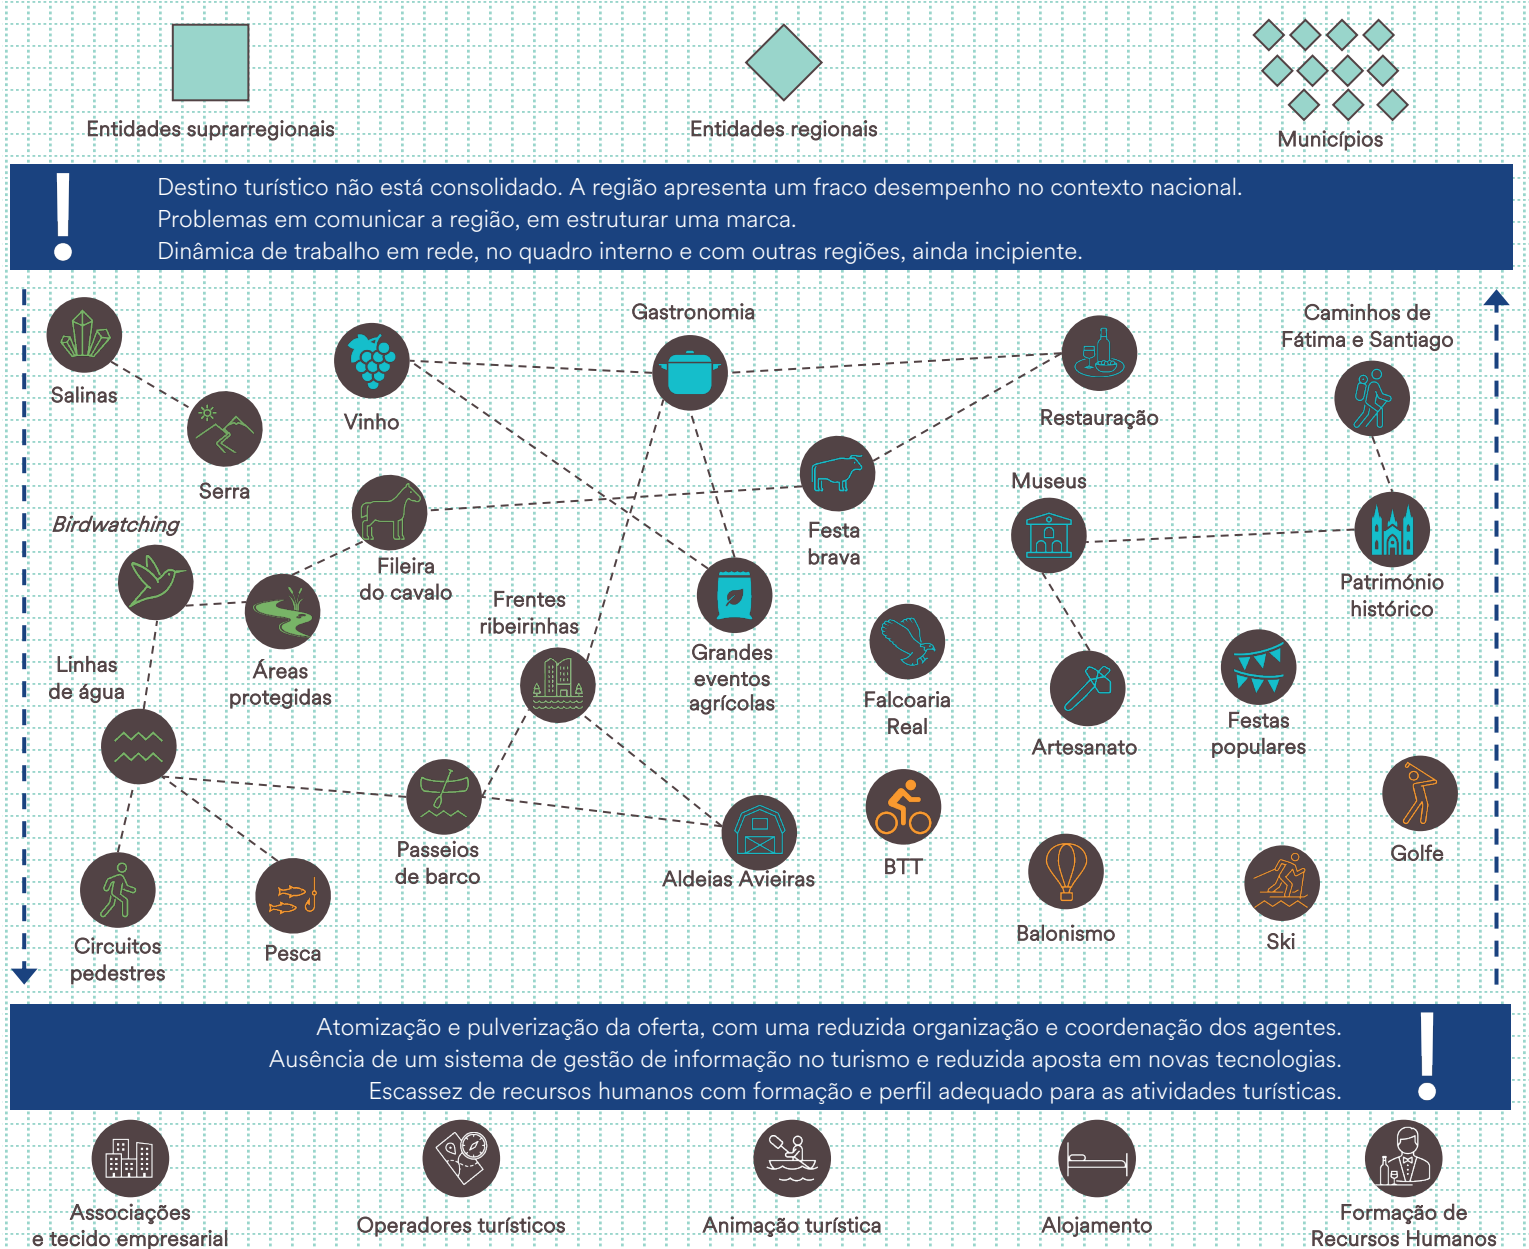 Entidades suprarregionais
Entidades regionais
Municípios
Destino turístico não está consolidado. A região apresenta um fraco desempenho no contexto nacional.
Problemas em comunicar a região, em estruturar uma marca.
Dinâmica de trabalho em rede, no quadro interno e com outras regiões, ainda incipiente.
Salinas
Serra
Vinho
Gastronomia
Restauração
Caminhos de
Fátima e Santiago
Birdwatching
Fileira
do cavalo
Festa
brava
Museus
Património
histórico
Linhas
de água
Áreas
protegidas
Frentes
ribeirinhas
Grandes
eventos
agrícolas
Falcoaria
Real
Artesanato
Festas
populares
Circuitos
pedestres
Pesca
Passeios
de barco
Aldeias Avieiras
BTT
Balonismo
Ski
Golfe
Atomização e pulverização da oferta, com uma reduzida organização e coordenação dos agentes.
Ausência de um sistema de gestão de informação no turismo e reduzida aposta em novas tecnologias.
Escassez de recursos humanos com formação e perfil adequado para as atividades turísticas.
Associações
e tecido empresarial
Operadores turísticos
Animação turística
Alojamento
Formação de
Recursos Humanos